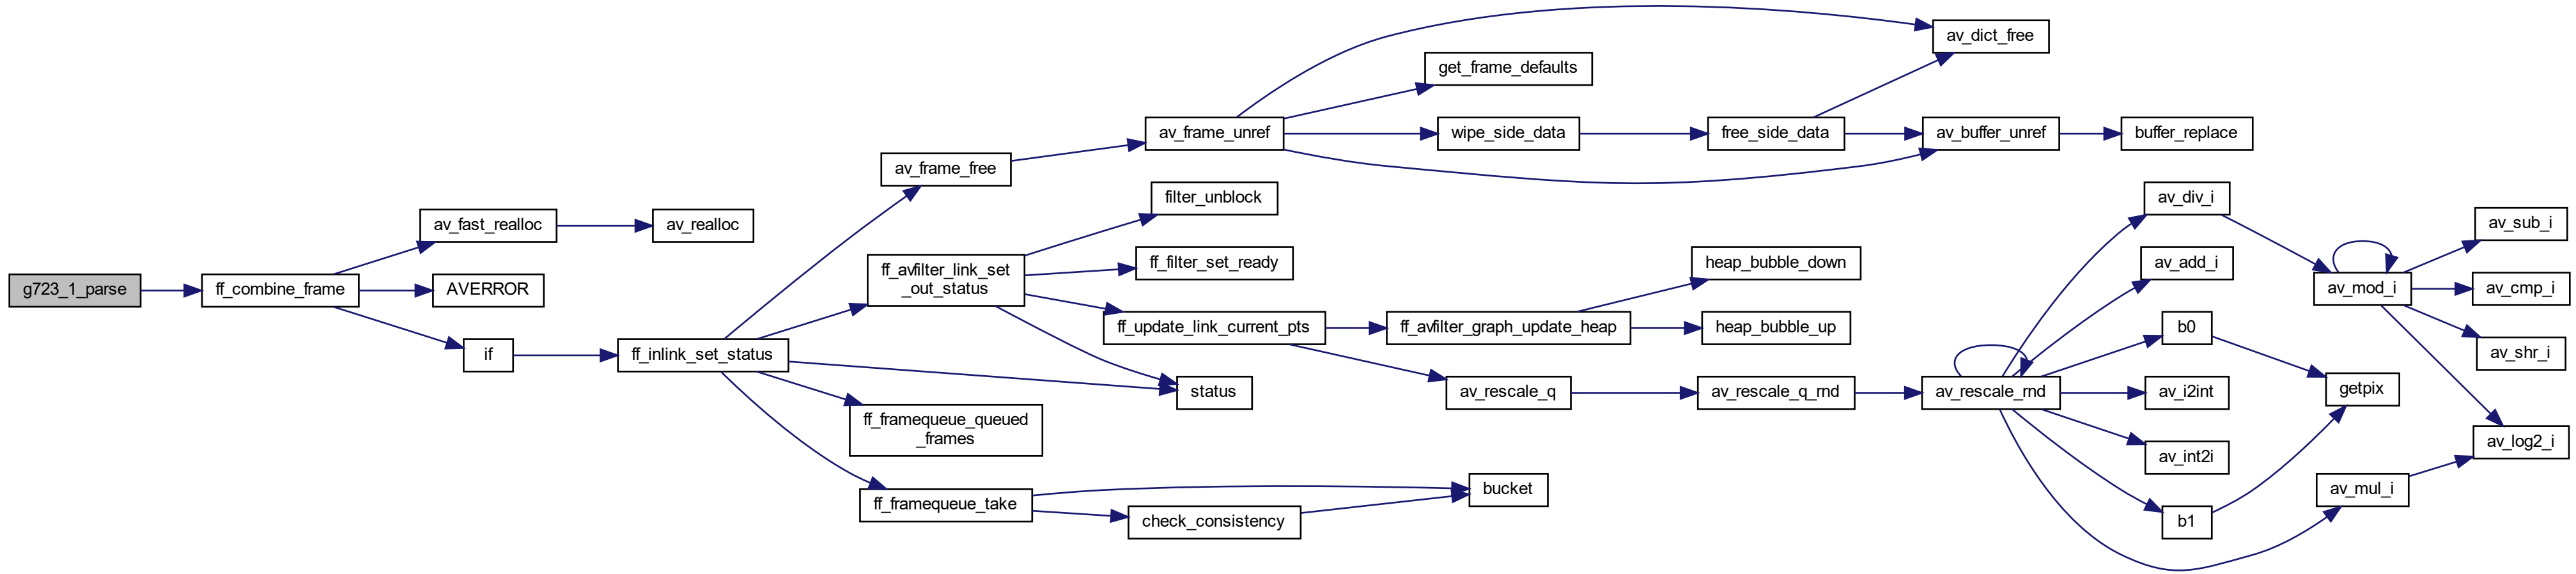 g723_1_parse
ff_combine_frame
av_fast_realloc
av_realloc
AVERROR
if
ff_inlink_set_status
av_frame_free
av_frame_unref
av_dict_free
get_frame_defaults
wipe_side_data
free_side_data
av_buffer_unref
buffer_replace
ff_avfilter_link_set
_out_status
filter_unblock
ff_filter_set_ready
ff_update_link_current_pts
ff_avfilter_graph_update_heap
heap_bubble_down
heap_bubble_up
status
av_rescale_q
av_rescale_q_rnd
av_rescale_rnd
av_div_i
av_add_i
b0
av_i2int
av_int2i
b1
av_mod_i
getpix
av_mul_i
av_sub_i
av_cmp_i
av_shr_i
av_log2_i
ff_framequeue_queued
_frames
ff_framequeue_take
bucket
check_consistency